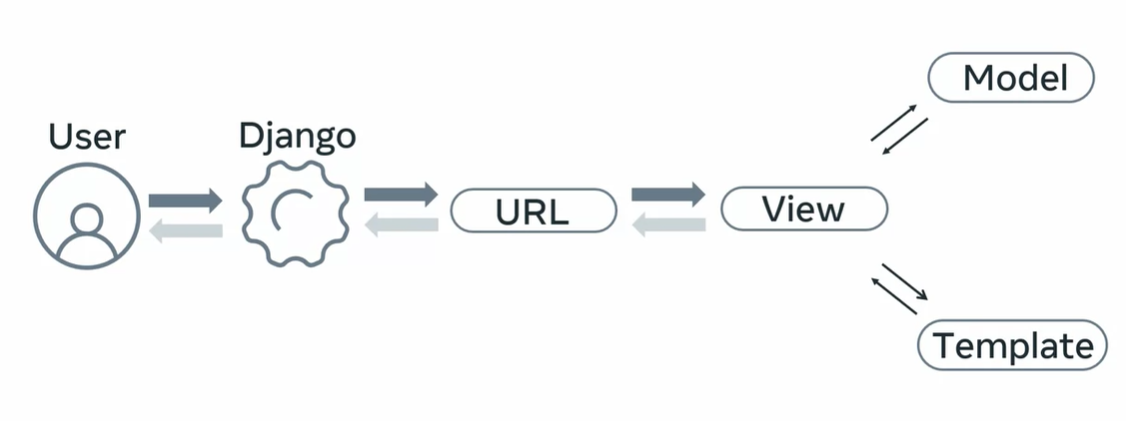 User
Django
URL
View
Model
Template